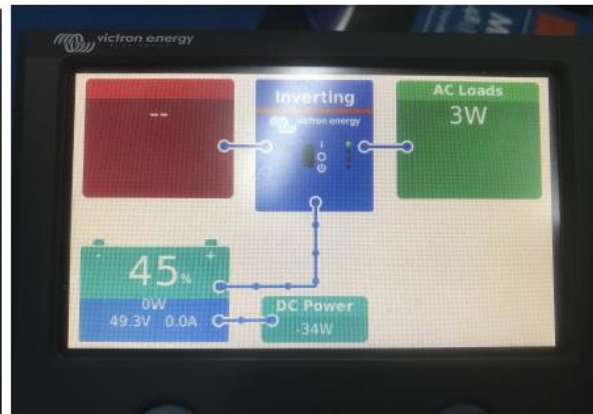 victron energy
Inverting
victron energy
--
AC Loads
3W
45%
0W
49.3V 0.0A
DC Power
-34W